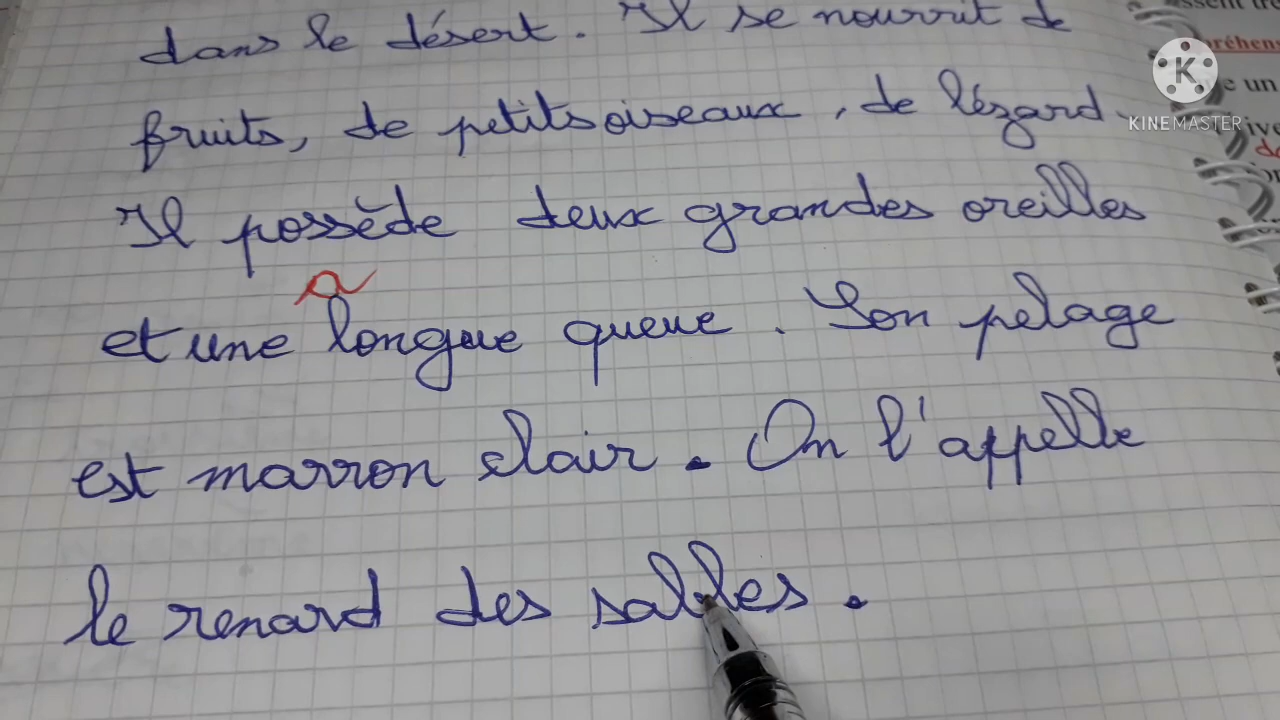 dans le désert. Il se nourrit de
fruits, de petits oiseaux, de lézard
Il possède deux grandes oreilles
a
et une longue queue. Son pelage
est marron clair. On l'appelle
le renard des sables.
K
KINEMASTER
e un